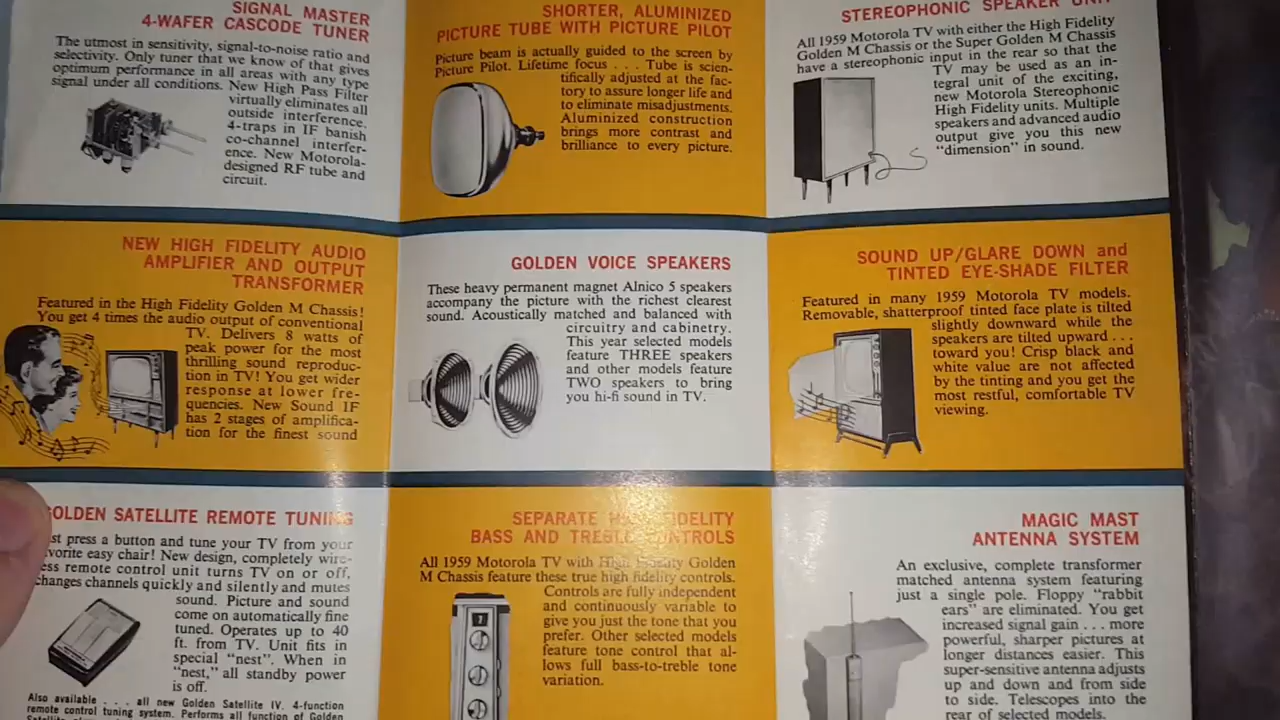 SIGNAL MASTER
4-WAFER CASCODE TUNER
The utmost in sensitivity, signal-to-noise ratio and
selectivity. Only tuner that we know of that gives
optimum performance in all areas with any type
signal under all conditions. New High Pass Filter
virtually eliminates all
outside interference.
4-traps in IF banish
co-channel interfer-
ence. New Motorola-
designed RF tube and
circuit.
SHORTER, ALUMINIZED
PICTURE TUBE WITH PICTURE PILOT
Picture beam is actually guided to the screen by
Picture Pilot. Lifetime focus . . . Tube is scien-
tifically adjusted at the fac-
tory to assure longer life and
to eliminate misadjustments.
Aluminized construction
brings more contrast and
brilliance to every picture.
STEREOPHONIC SPEAKER UNIT
All 1959 Motorola TV with either the High Fidelity
Golden M Chassis or the Super Golden M Chassis
have a stereophonic input in the rear so that the
TV may be used as an in-
tegral unit of the exciting,
new Motorola Stereophonic
High Fidelity units. Multiple
speakers and advanced audio
output give you this new
"dimension" in sound.
NEW HIGH FIDELITY AUDIO
AMPLIFIER AND OUTPUT
TRANSFORMER
Featured in the High Fidelity Golden M Chassis!
You get 4 times the audio output of conventional
TV. Delivers 8 watts of
peak power for the most
thrilling sound reproduc-
tion in TV! You get wider
response at lower fre-
quencies. New Sound IF
has 2 stages of amplifica-
tion for the finest sound
GOLDEN VOICE SPEAKERS
These heavy permanent magnet Alnico 5 speakers
accompany the picture with the richest clearest
sound. Acoustically matched and balanced with
circuitry and cabinetry.
This year selected models
feature THREE speakers
and other models feature
TWO speakers to bring
you hi-fi sound in TV.
SOUND UP/GLARE DOWN and
TINTED EYE-SHADE FILTER
Featured in many 1959 Motorola TV models.
Removable, shatterproof tinted face plate is tilted
slightly downward while the
speakers are tilted upward . . .
toward you! Crisp black and
white value are not affected
by the tinting and you get the
most restful, comfortable TV
viewing.
GOLDEN SATELLITE REMOTE TUNING
st press a button and tune your TV from your
vorite easy chair! New design, completely wire-
ess remote control unit turns TV on or off,
changes channels quickly and silently and mutes
sound. Picture and sound
come on automatically fine
tuned. Operates up to 40
ft. from TV. Unit fits in
special "nest". When in
"nest," all standby power
is off.
Also available . . . all new Golden Satellite IV. 4-function
remote control tuning system. Performs all function of Golden
SEPARATE HIGH FIDELITY
BASS AND TREBLE CONTROLS
All 1959 Motorola TV with High Fidelity Golden
M Chassis feature these true high fidelity controls.
Controls are fully independent
and continuously variable to
give you just the tone that you
prefer. Other selected models
feature tone control that al-
lows full bass-to-treble tone
variation.
7
MAGIC MAST
ANTENNA SYSTEM
An exclusive, complete transformer
matched antenna system featuring
just a single pole. Floppy "rabbit
ears" are eliminated. You get
increased signal gain . . . more
powerful, sharper pictures at
longer distances easier. This
super-sensitive antenna adjusts
up and down and from side
to side. Telescopes into the
rear of selected models.